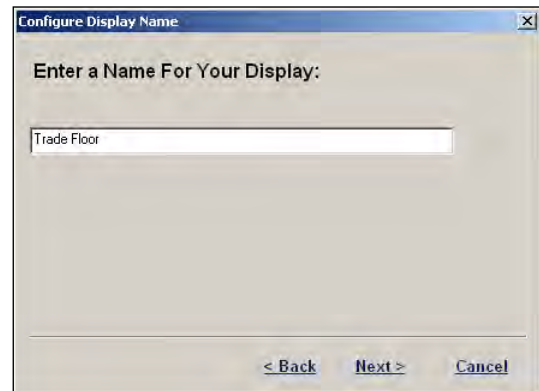 Configure Display Name
Enter a Name For Your Display:
Trade Floor
< Back Next > Cancel